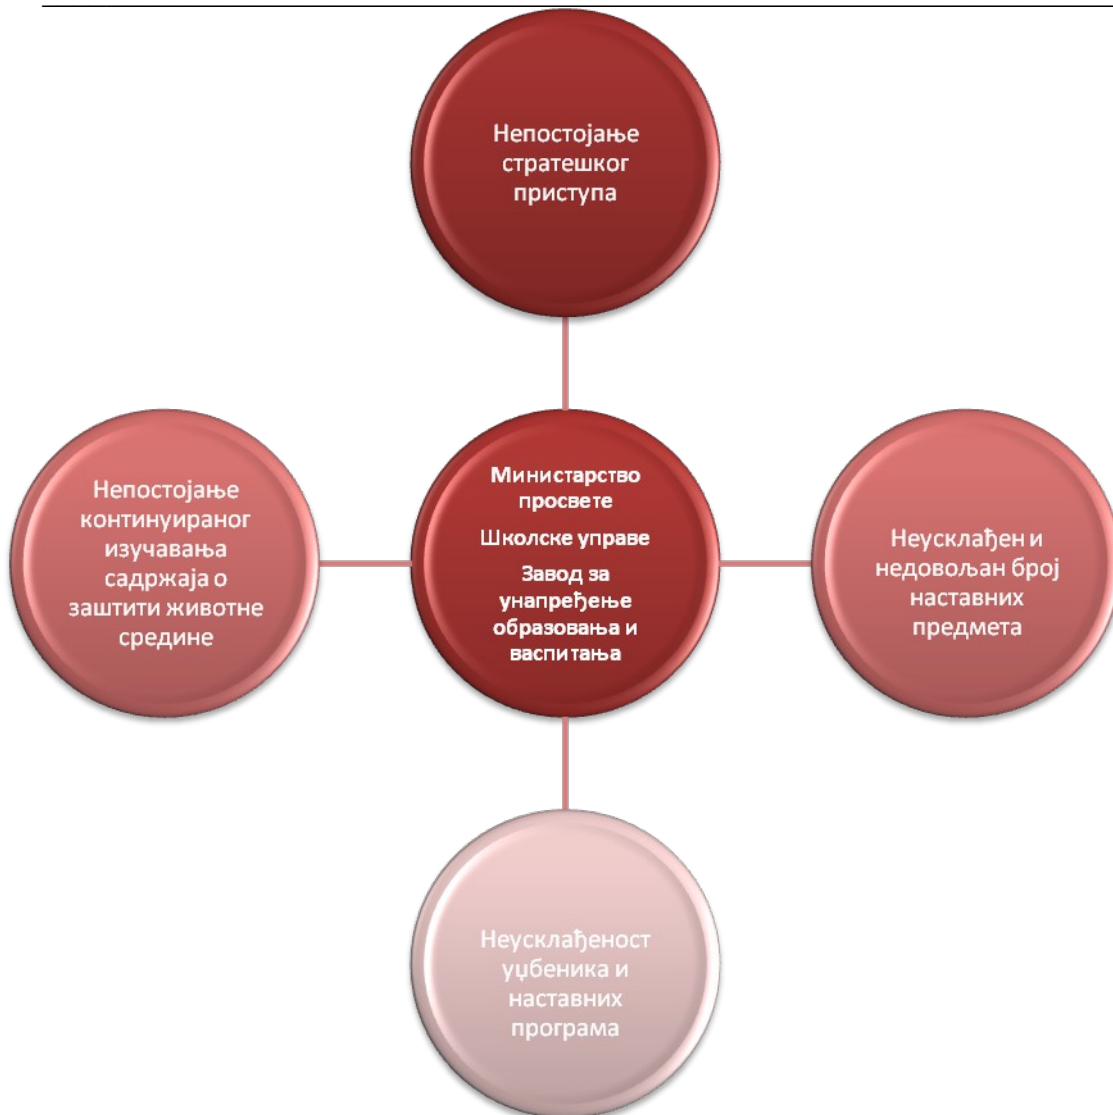 Непостојање
стратешког
приступа
Непостојање
континуираног
изучавања
садржаја о
заштити животне
средине
Министарство
просвете
Школске управе
Завод за
унапређење
образовања и
васпитања
Неусклађен и
недовољан број
наставних
предмета
Неусклађеност
уџбеника и
наставних
програма